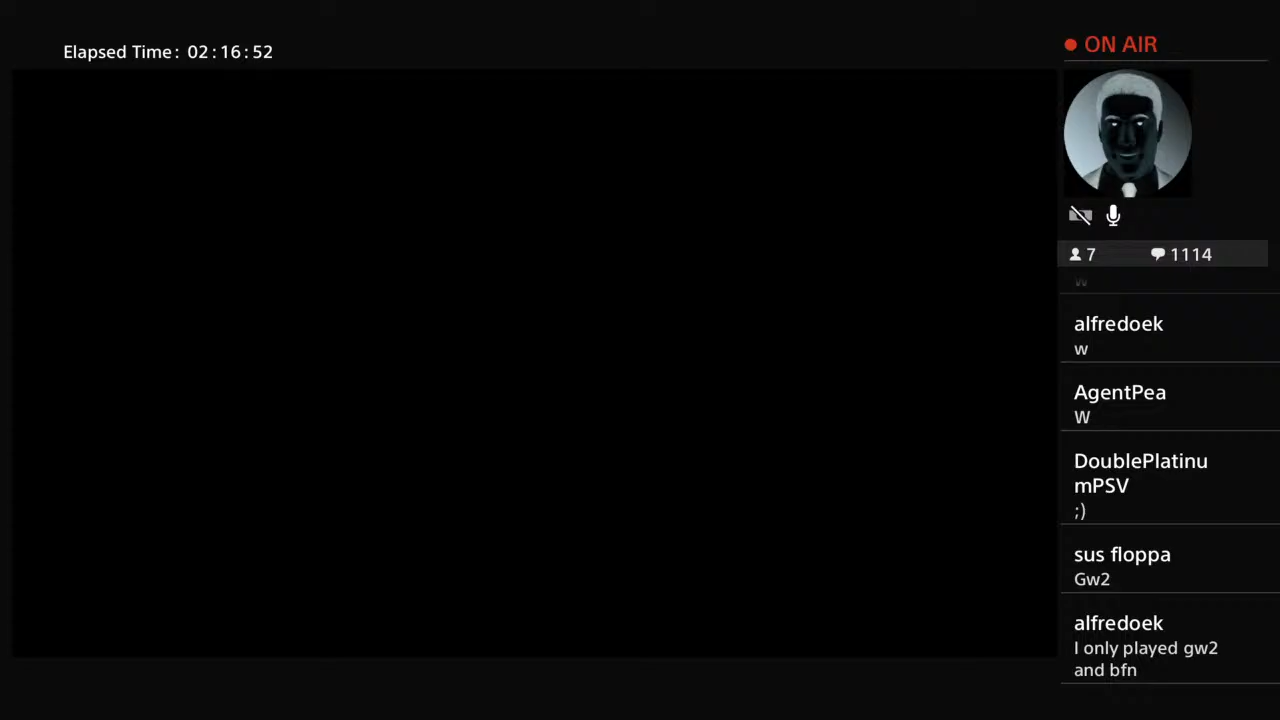 Elapsed Time: 02:16:52
ON AIR
7
1114
w
alfredoek
w
AgentPea
W
DoublePlatinu
mPSV
;)
sus floppa
Gw2
alfredoek
I only played gw2
and bfn